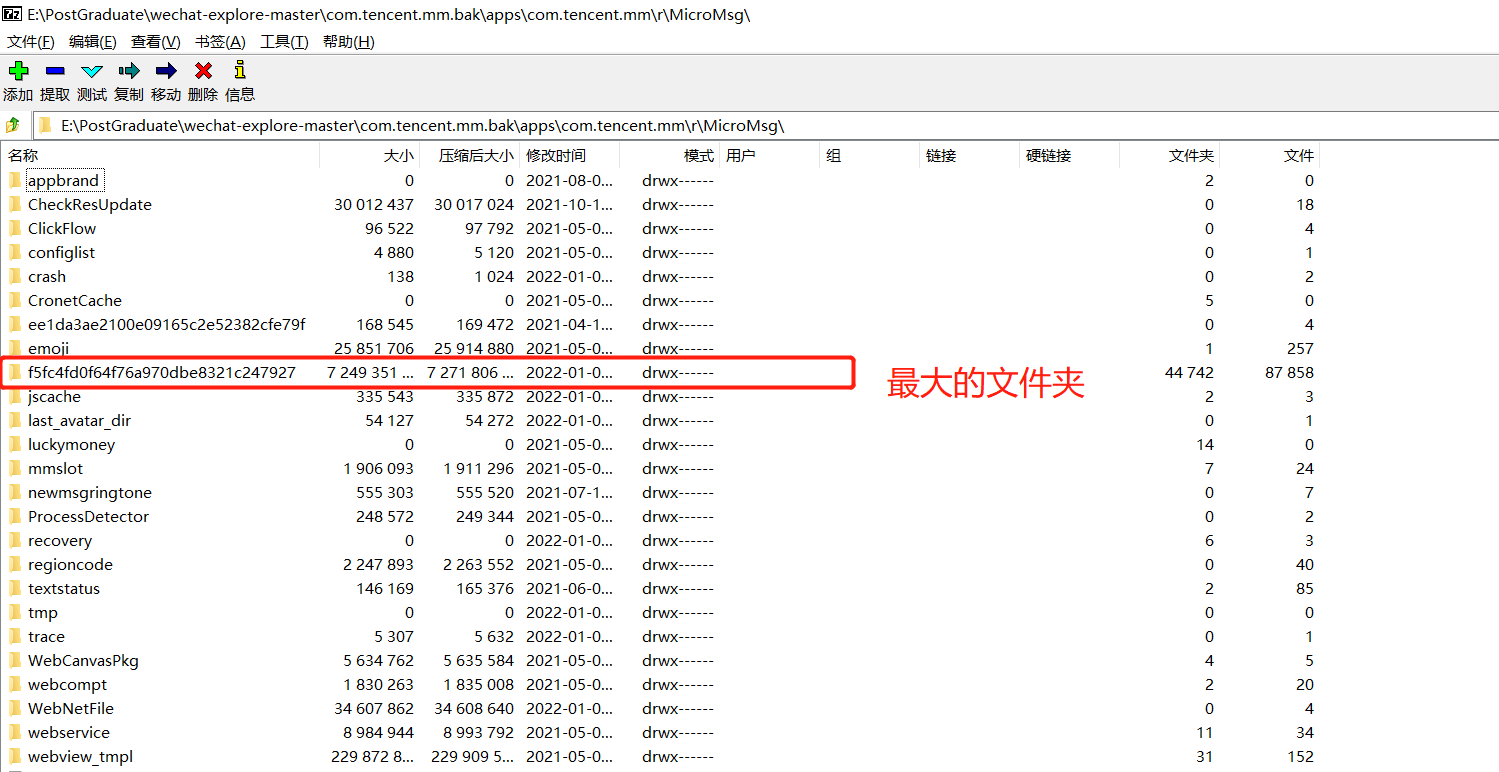 E:\PostGraduate\wechat-explore-master\com.tencent.mm.bak\apps\com.tencent.mm\r\MicroMsg\
文件(F) 编辑(E) 查看(V) 书签(A) 工具(T) 帮助(H)
添加 提取 测试 复制 移动 删除 信息
E:\PostGraduate\wechat-explore-master\com.tencent.mm.bak\apps\com.tencent.mm\r\MicroMsg\
名称 大小 压缩后大小 修改时间 模式 用户 组 链接 硬链接 文件夹 文件
appbrand 0 0 2021-08-0... drwx------ 2 0
CheckResUpdate 30 012 437 30 017 024 2021-10-1... drwx------ 0 18
ClickFlow 96 522 97 792 2021-05-0... drwx------ 0 4
configlist 4 880 5 120 2021-05-0... drwx------ 0 1
crash 138 1 024 2022-01-0... drwx------ 0 2
CronetCache 0 0 2021-05-0... drwx------ 5 0
ee1da3ae2100e09165c2e52382cfe79f 168 545 169 472 2021-04-1... drwx------ 0 4
emoji 25 851 706 25 914 880 2021-05-0... drwx------ 1 257
f5fc4fd0f64f76a970dbe8321c247927 7 249 351 ... 7 271 806 ... 2022-01-0... drwx------ 最大的文件夹 44 742 87 858
jscache 335 543 335 872 2022-01-0... drwx------ 2 3
last_avatar_dir 54 127 54 272 2022-01-0... drwx------ 0 1
luckymoney 0 0 2021-05-0... drwx------ 14 0
mmslot 1 906 093 1 911 296 2021-05-0... drwx------ 7 24
newmsgringtone 555 303 555 520 2021-07-1... drwx------ 0 7
ProcessDetector 248 572 249 344 2021-05-0... drwx------ 0 2
recovery 0 0 2022-01-0... drwx------ 6 3
regioncode 2 247 893 2 263 552 2021-05-0... drwx------ 0 40
textstatus 146 169 165 376 2021-06-0... drwx------ 2 85
tmp 0 0 2022-01-0... drwx------ 0 0
trace 5 307 5 632 2022-01-0... drwx------ 0 1
WebCanvasPkg 5 634 762 5 635 584 2021-05-0... drwx------ 4 5
webcompt 1 830 263 1 835 008 2021-05-0... drwx------ 2 20
WebNetFile 34 607 862 34 608 640 2022-01-0... drwx------ 0 4
webservice 8 984 944 8 993 792 2021-05-0... drwx------ 11 34
webview_tmpl 229 872 8... 229 909 5... 2021-05-0... drwx------ 31 152